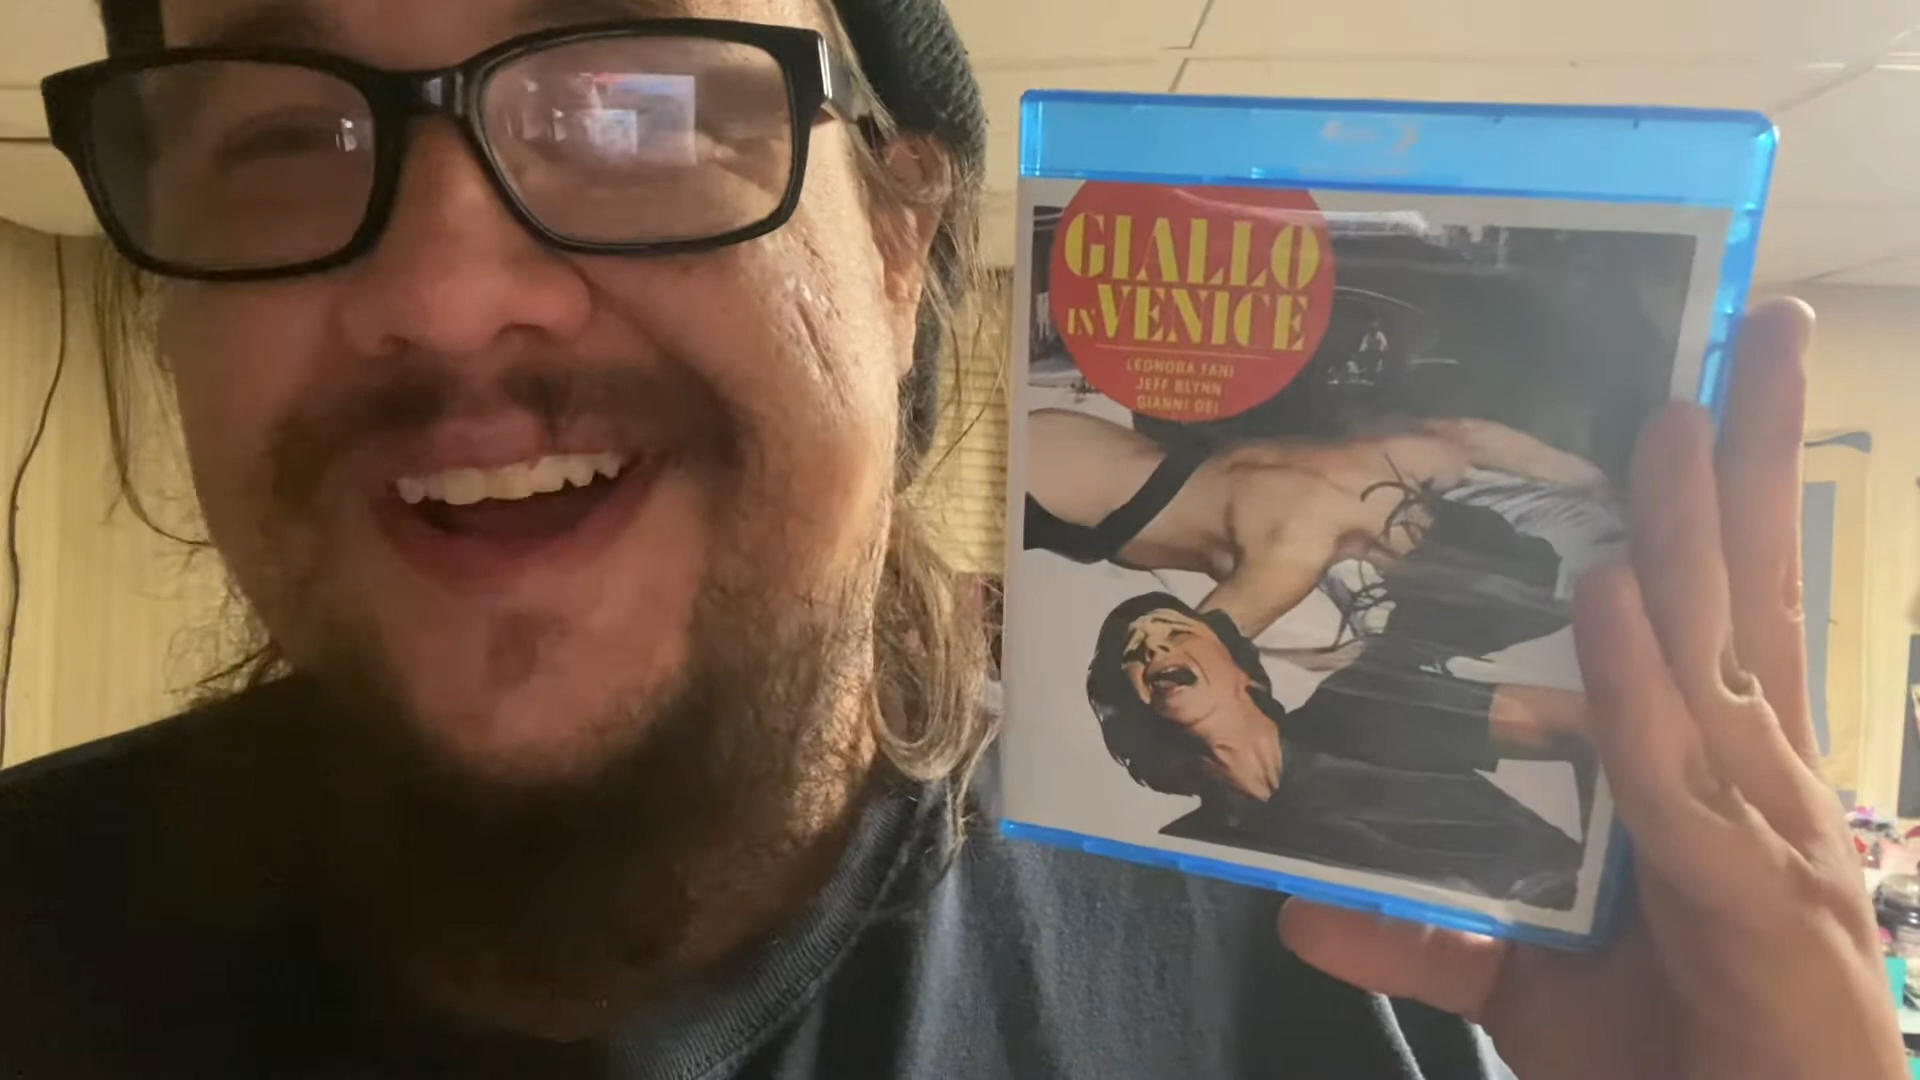 GIALLO
IN VENICE
LEONORA FANI
JEFF BLYNN
GIANNI DEI